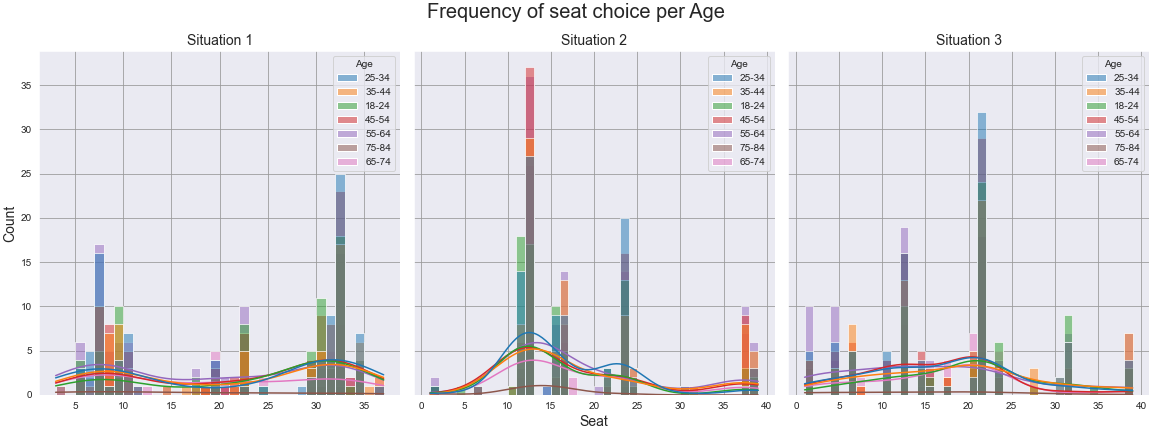 Frequency of seat choice per Age
Situation 1
Situation 2
Situation 3
Count
35
30
25
20
15
10
5
0
Age
25-34
35-44
18-24
45-54
55-64
75-84
65-74
Age
25-34
35-44
18-24
45-54
55-64
75-84
65-74
Age
25-34
35-44
18-24
45-54
55-64
75-84
65-74
5 10 15 20 25 30 35
0 5 10 15 20 25 30 35 40
0 5 10 15 20 25 30 35 40
Seat